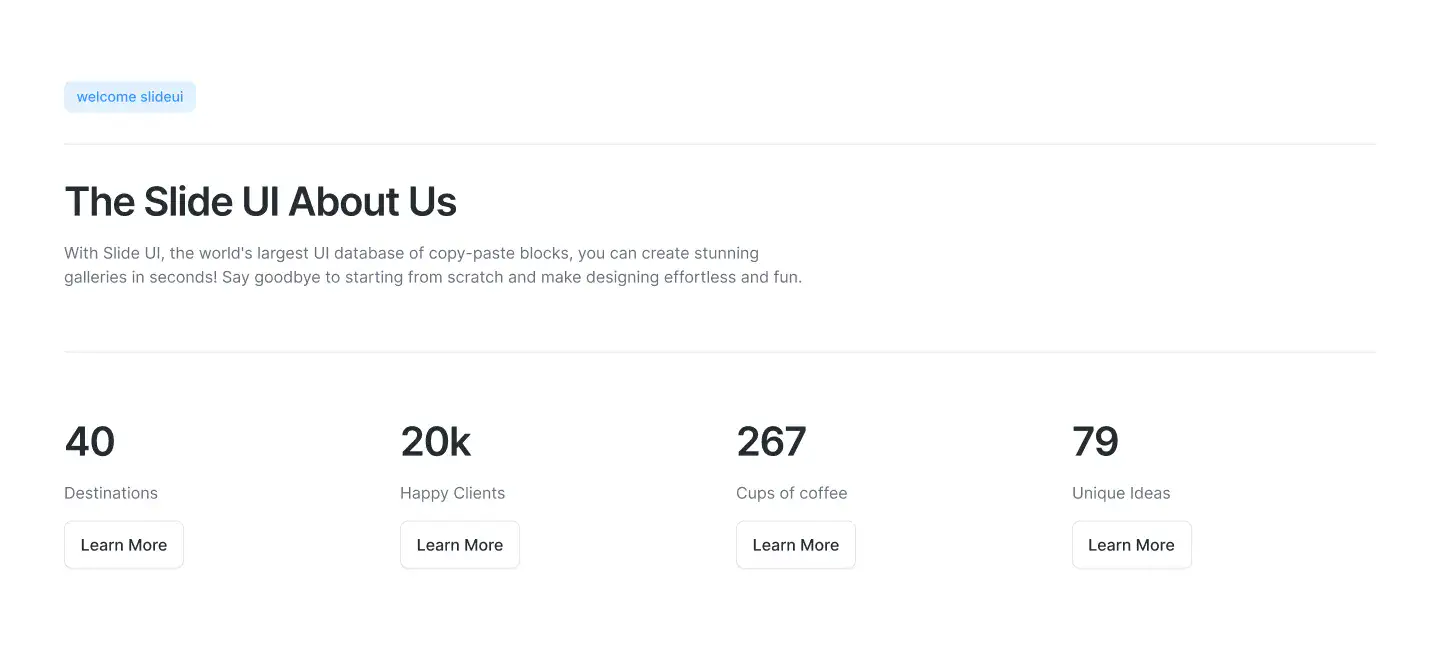 welcome slideui
The Slide UI About Us
With Slide UI, the world's largest UI database of copy-paste blocks, you can create stunning
galleries in seconds! Say goodbye to starting from scratch and make designing effortless and fun.
40
Destinations
Learn More
20k
Happy Clients
Learn More
267
Cups of coffee
Learn More
79
Unique Ideas
Learn More